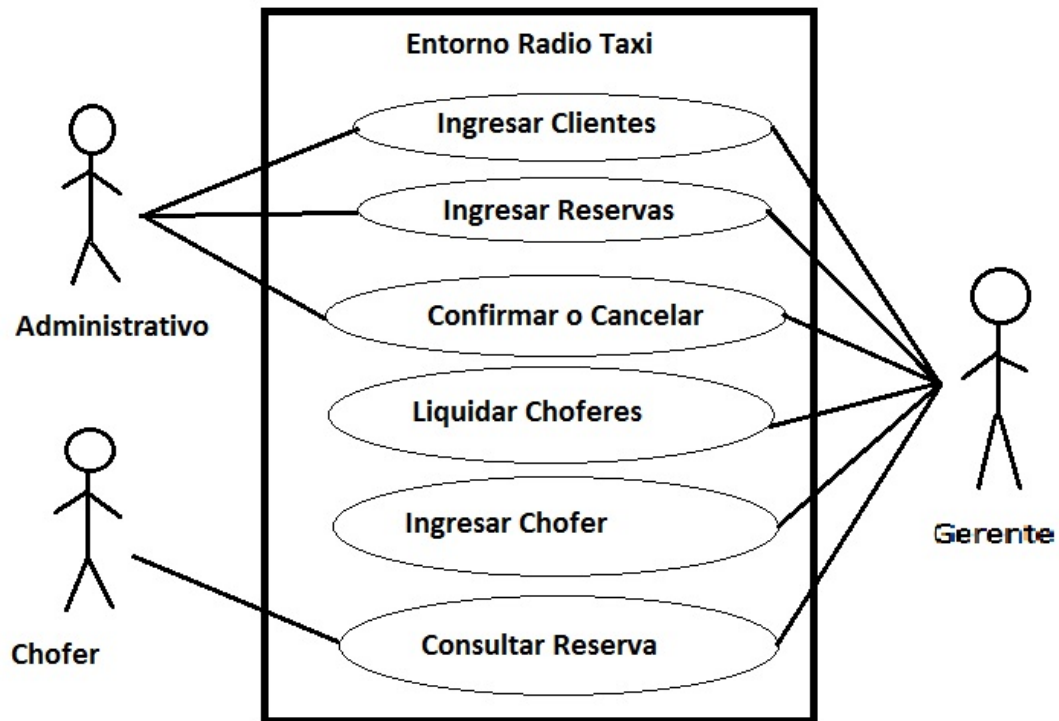 Entorno Radio Taxi
Ingresar Clientes
Ingresar Reservas
Confirmar o Cancelar
Administrativo
Liquidar Choferes
Ingresar Chofer
Gerente
Consultar Reserva
Chofer